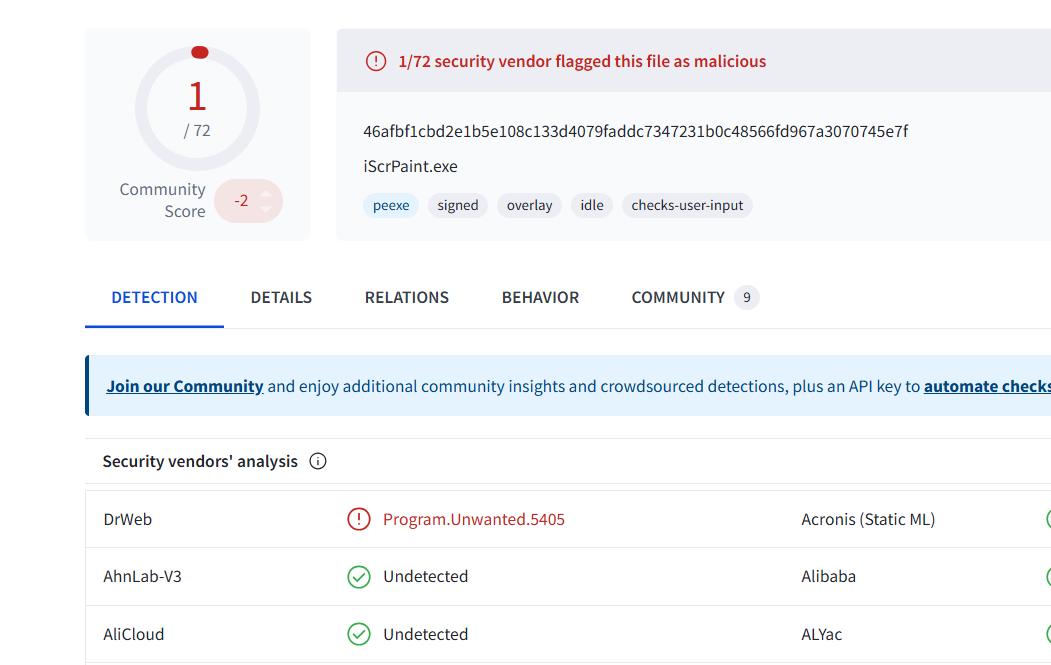 1
/ 72
Community
Score
-2
1/72 security vendor flagged this file as malicious
46afbf1cbd2e1b5e108c133d4079faddc7347231b0c48566fd967a3070745e7f
iScrPaint.exe
peexe signed overlay idle checks-user-input
DETECTION DETAILS RELATIONS BEHAVIOR COMMUNITY 9
Join our Community and enjoy additional community insights and crowdsourced detections, plus an API key to automate checks
Security vendors' analysis
DrWeb Program.Unwanted.5405 Acronis (Static ML)
AhnLab-V3 Undetected Alibaba
AliCloud Undetected ALYac